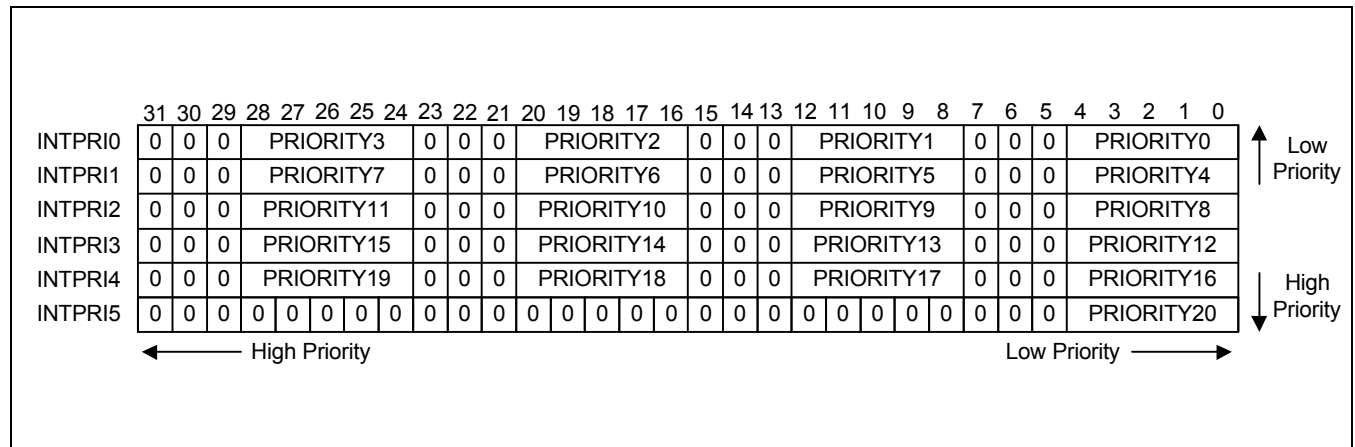 31 30 29 28 27 26 25 24 23 22 21 20 19 18 17 16 15 14 13 12 11 10 9 8 7 6 5 4 3 2 1 0
INTPRI0 0 0 0 PRIORITY3 0 0 0 PRIORITY2 0 0 0 PRIORITY1 0 0 0 PRIORITY0 Low
INTPRI1 0 0 0 PRIORITY7 0 0 0 PRIORITY6 0 0 0 PRIORITY5 0 0 0 PRIORITY4 Priority
INTPRI2 0 0 0 PRIORITY11 0 0 0 PRIORITY10 0 0 0 PRIORITY9 0 0 0 PRIORITY8
INTPRI3 0 0 0 PRIORITY15 0 0 0 PRIORITY14 0 0 0 PRIORITY13 0 0 0 PRIORITY12
INTPRI4 0 0 0 PRIORITY19 0 0 0 PRIORITY18 0 0 0 PRIORITY17 0 0 0 PRIORITY16 High
INTPRI5 0 0 0 0 0 0 0 0 0 0 0 0 0 0 0 0 0 0 0 0 0 0 0 0 0 0 0 PRIORITY20 Priority
High Priority Low Priority